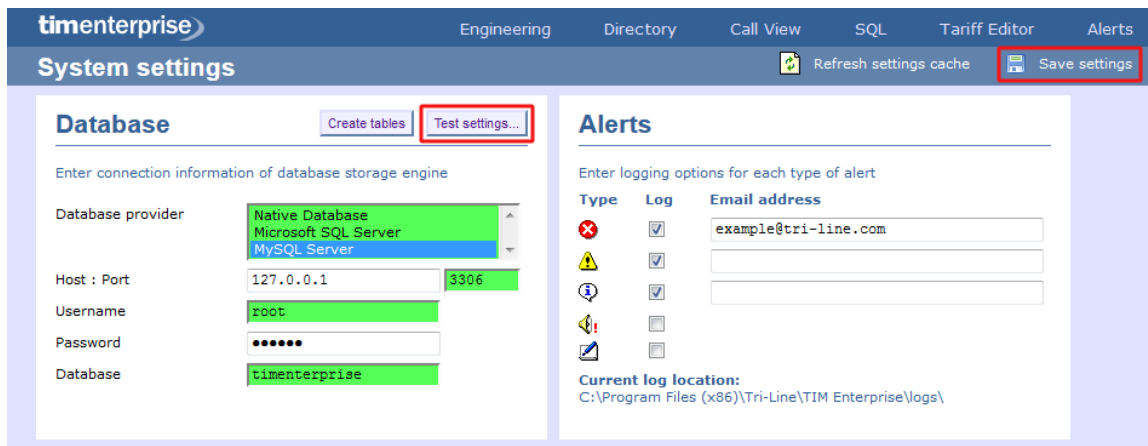 timenterprise
Engineering Directory Call View SQL Tariff Editor Alerts
System settings
Refresh settings cache Save settings
Database Create tables Test settings...
Enter connection information of database storage engine
Database provider
Native Database
Microsoft SQL Server
MySQL Server
Host : Port 127.0.0.1 3306
Username root
Password ••••••
Database timenterprise
Alerts
Enter logging options for each type of alert
Type Log Email address
example@tri-line.com
Current log location:
C:\Program Files (x86)\Tri-Line\TIM Enterprise\logs\